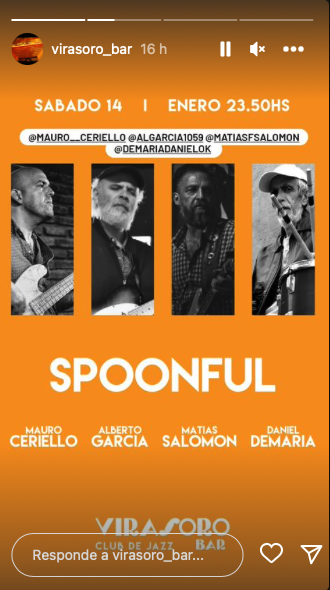 virasoro_bar 16 h
SABADO 14 | ENERO 23.50HS
@MAURO__CERIELLO @ALGARCIA1059 @MATIASFSALOMON
@DEMARIADANIELOK
SPOONFUL
MAURO CERIELLO
ALBERTO GARCIA
MATIAS SALOMON
DANIEL DEMARIA
VIRASORO
CLUB DE JAZZ BAR
Responde a virasoro_bar...